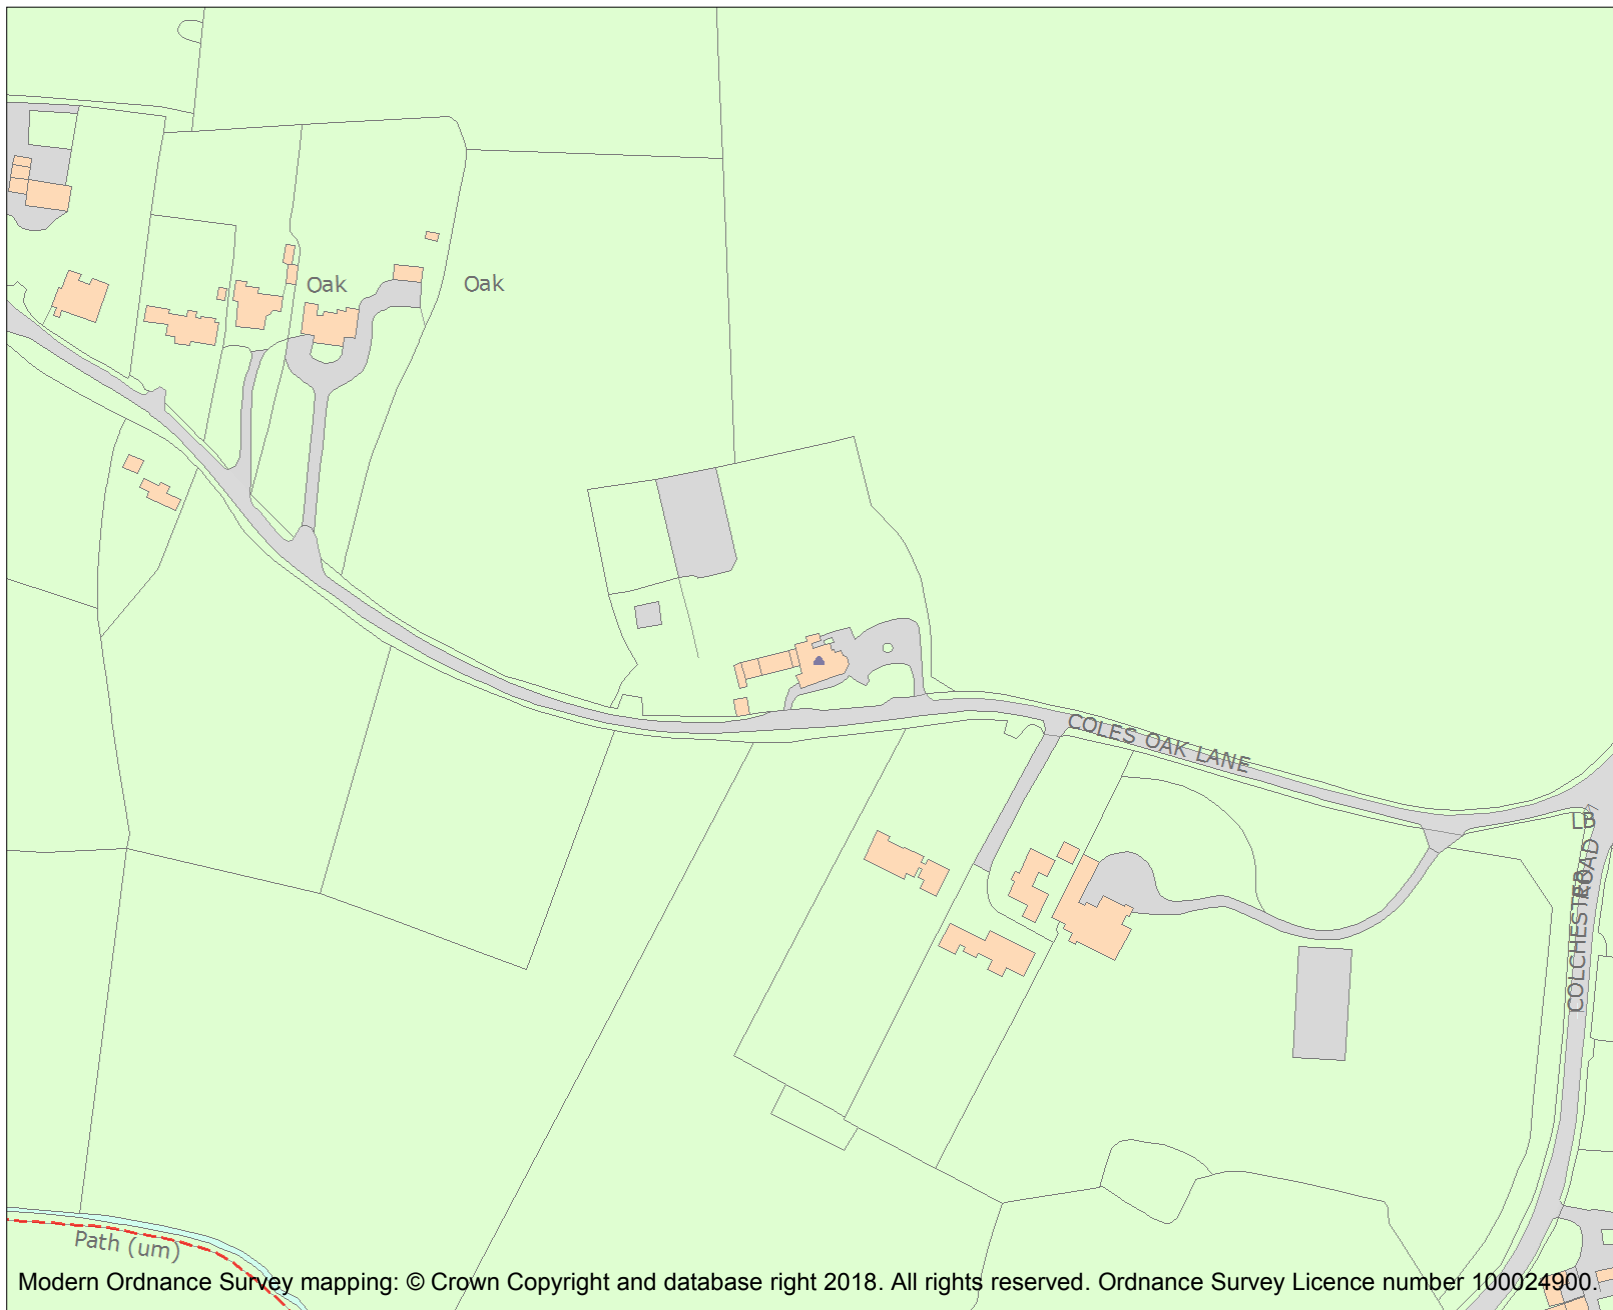 Oak
Oak
COLES OAK LANE
LB
COLCHESTER ROAD
Path (um)
Modern Ordnance Survey mapping: © Crown Copyright and database right 2018. All rights reserved. Ordnance Survey Licence number 100024900.